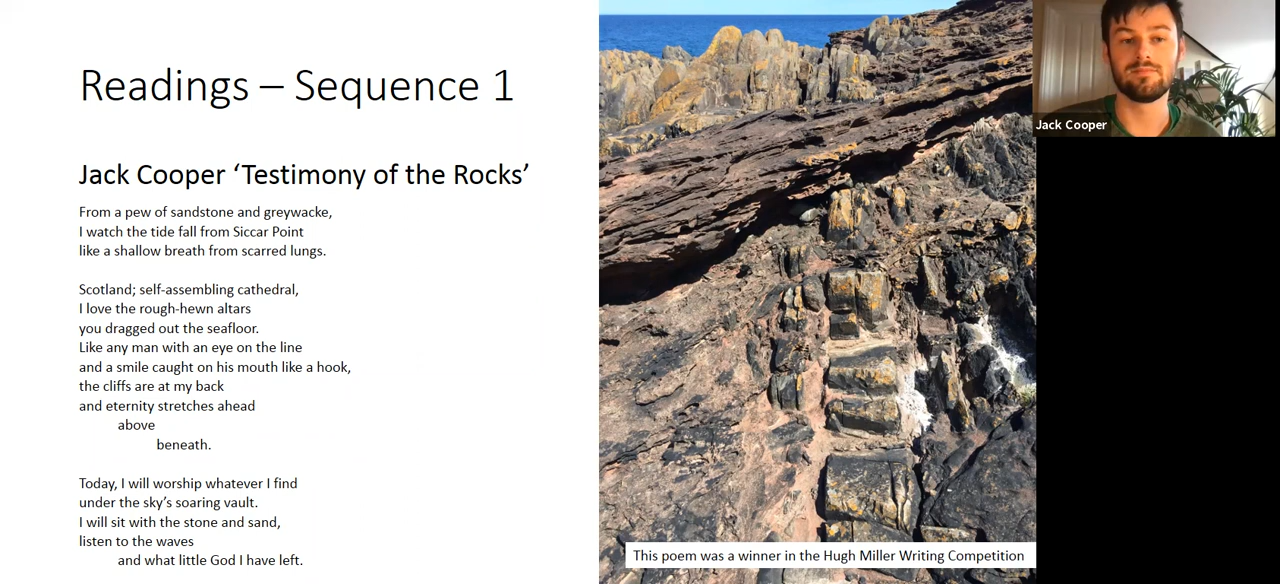 Readings – Sequence 1
Jack Cooper ‘Testimony of the Rocks’
From a pew of sandstone and greywacke,
I watch the tide fall from Siccar Point
like a shallow breath from scarred lungs.
Scotland; self-assembling cathedral,
I love the rough-hewn altars
you dragged out the seafloor.
Like any man with an eye on the line
and a smile caught on his mouth like a hook,
the cliffs are at my back
and eternity stretches ahead
above
beneath.
Today, I will worship whatever I find
under the sky’s soaring vault.
I will sit with the stone and sand,
listen to the waves
and what little God I have left.
This poem was a winner in the Hugh Miller Writing Competition
Jack Cooper